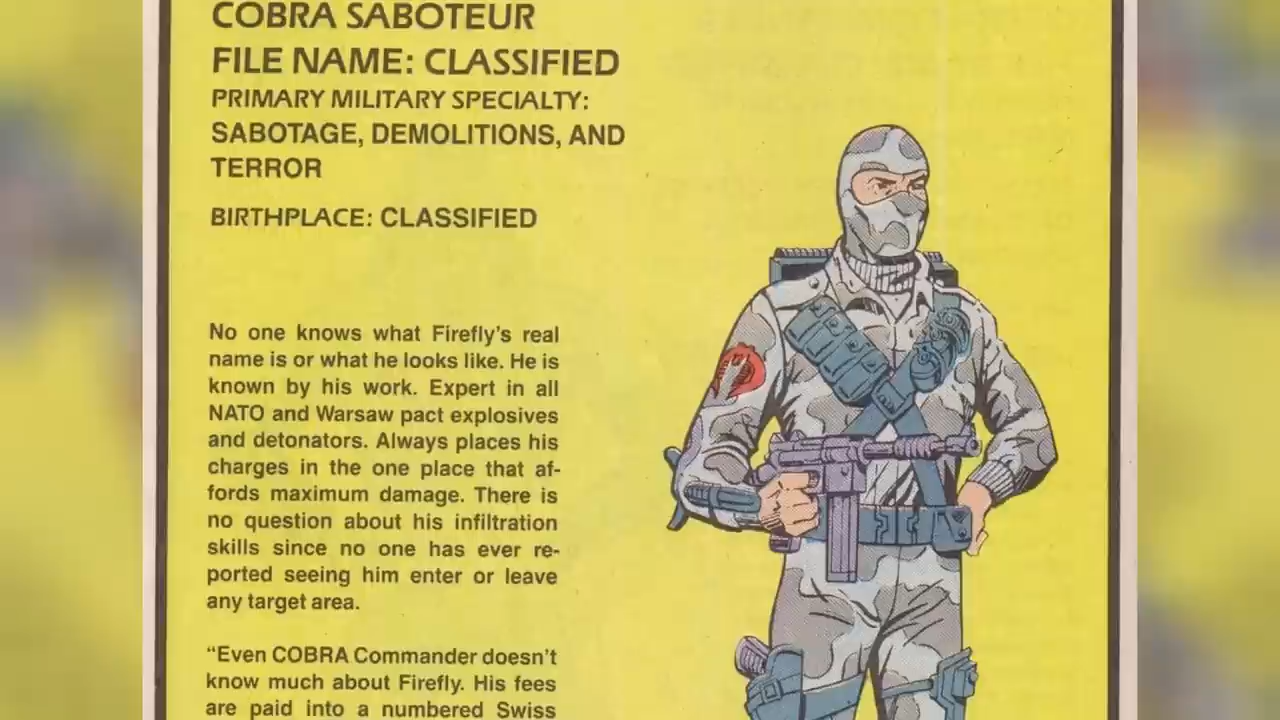 COBRA SABOTEUR
FILE NAME: CLASSIFIED
PRIMARY MILITARY SPECIALTY:
SABOTAGE, DEMOLITIONS, AND
TERROR
BIRTHPLACE: CLASSIFIED
No one knows what Firefly's real
name is or what he looks like. He is
known by his work. Expert in all
NATO and Warsaw pact explosives
and detonators. Always places his
charges in the one place that af-
fords maximum damage. There is
no question about his infiltration
skills since no one has ever re-
ported seeing him enter or leave
any target area.
“Even COBRA Commander doesn't
know much about Firefly. His fees
are paid into a numbered Swiss